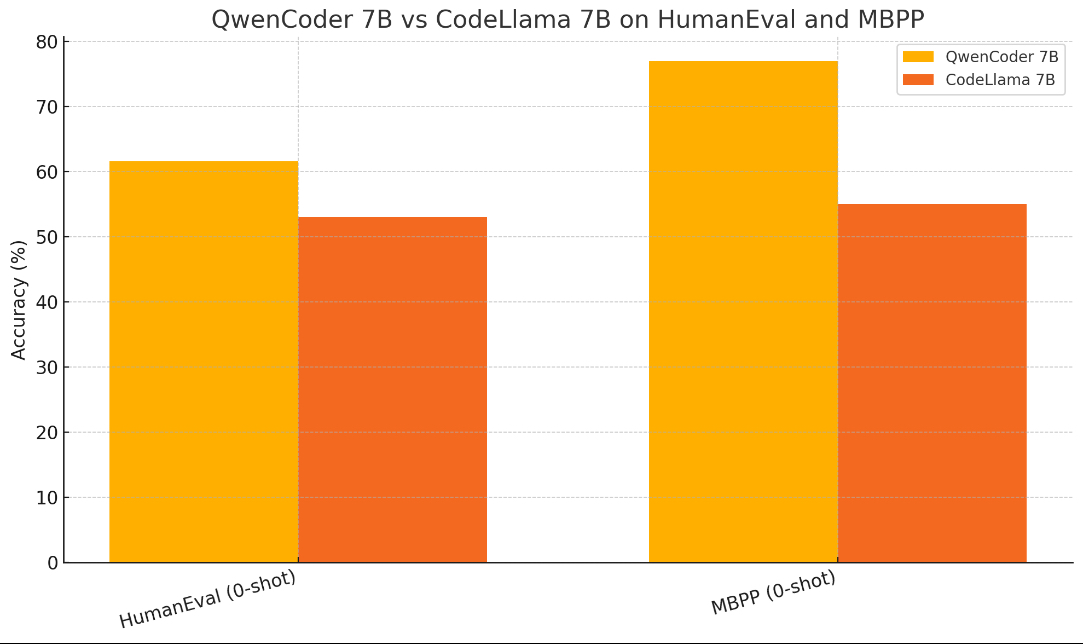 QwenCoder 7B vs CodeLlama 7B on HumanEval and MBPP
QwenCoder 7B
CodeLlama 7B
Accuracy (%)
80
70
60
50
40
30
20
10
0
HumanEval (0-shot)
MBPP (0-shot)